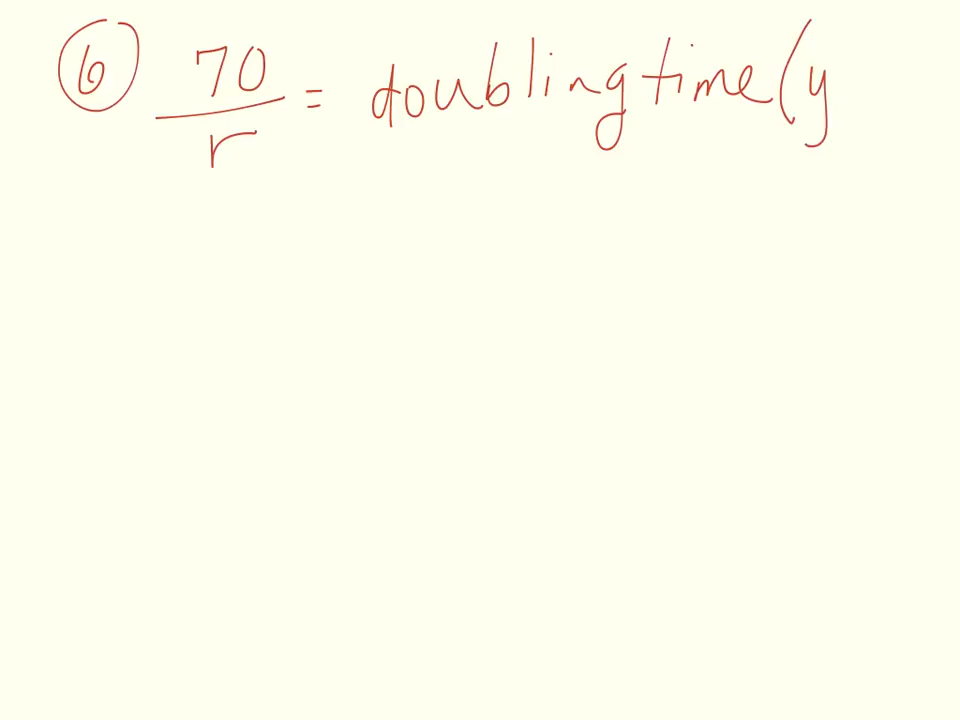 ⑥ 70/r = doubling time (y